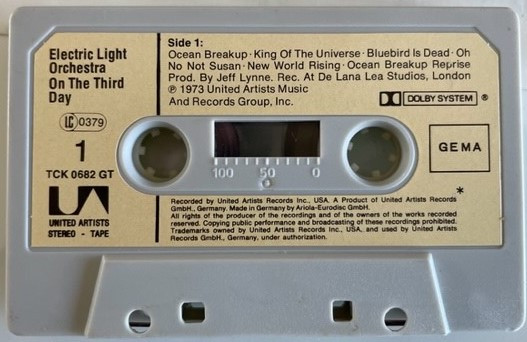 Electric Light
Orchestra
On The Third
Day
LC 0379
1
TCK 0682 GT
UA
UNITED ARTISTS
STEREO - TAPE
Side 1:
Ocean Breakup · King Of The Universe · Bluebird Is Dead · Oh
No Not Susan · New World Rising · Ocean Breakup Reprise
Prod. By Jeff Lynne. Rec. At De Lana Lea Studios, London
℗ 1973 United Artists Music
And Records Group, Inc.
DOLBY SYSTEM ®
100 50 0
GEMA
*
Recorded by United Artists Records Inc., USA. A Product of United Artists Records
GmbH., Germany. Made in Germany by Ariola-Eurodisc GmbH.
All rights of the producer of the recordings and of the owners of the works recorded
reserved. Copying public performance and broadcasting of these recordings prohibited.
Trademarks owned by United Artists Records Inc., USA, and used by United Artists
Records GmbH., Germany, under authorization.